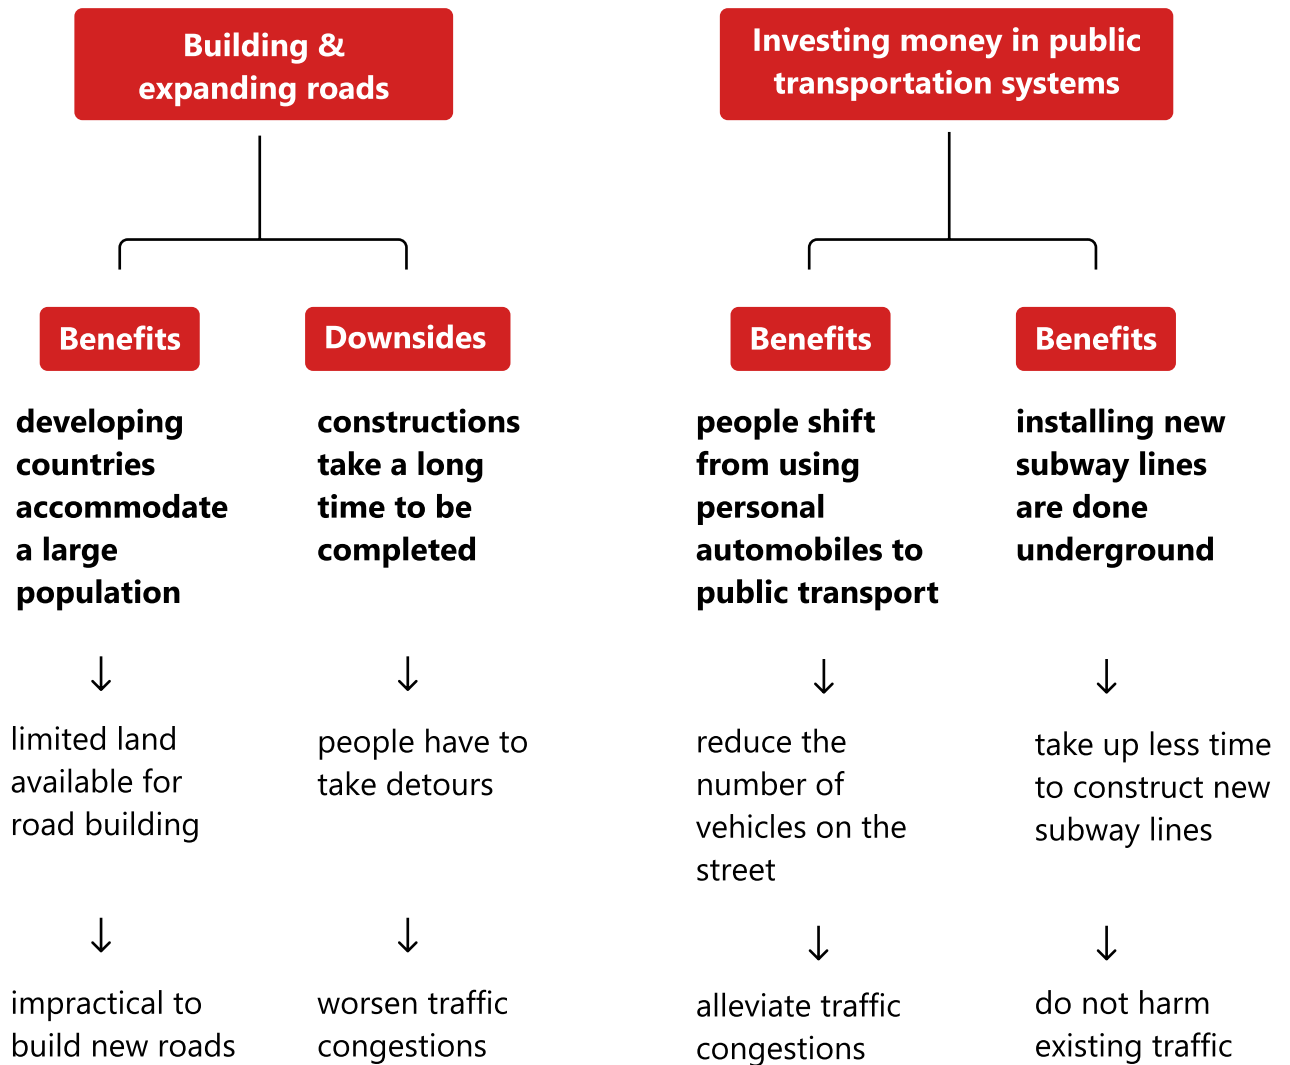 Building &
expanding roads
Investing money in public
transportation systems
Benefits
Downsides
Benefits
Benefits
developing
countries
accommodate
a large
population
constructions
take a long
time to be
completed
people shift
from using
personal
automobiles to
public transport
installing new
subway lines
are done
underground
limited land
available for
road building
people have to
take detours
reduce the
number of
vehicles on the
street
take up less time
to construct new
subway lines
impractical to
build new roads
worsen traffic
congestions
alleviate traffic
congestions
do not harm
existing traffic